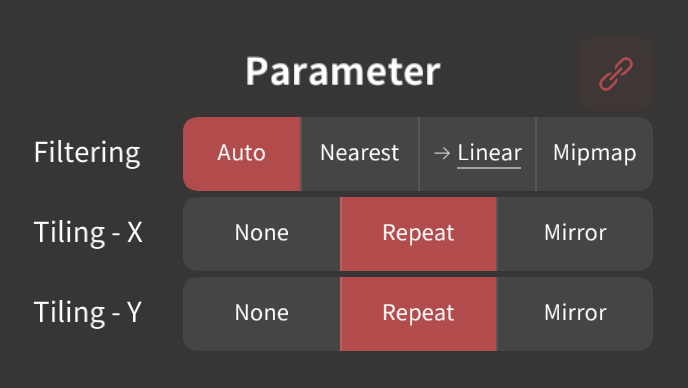 Parameter
Filtering Auto Nearest → Linear Mipmap
Tiling - X None Repeat Mirror
Tiling - Y None Repeat Mirror